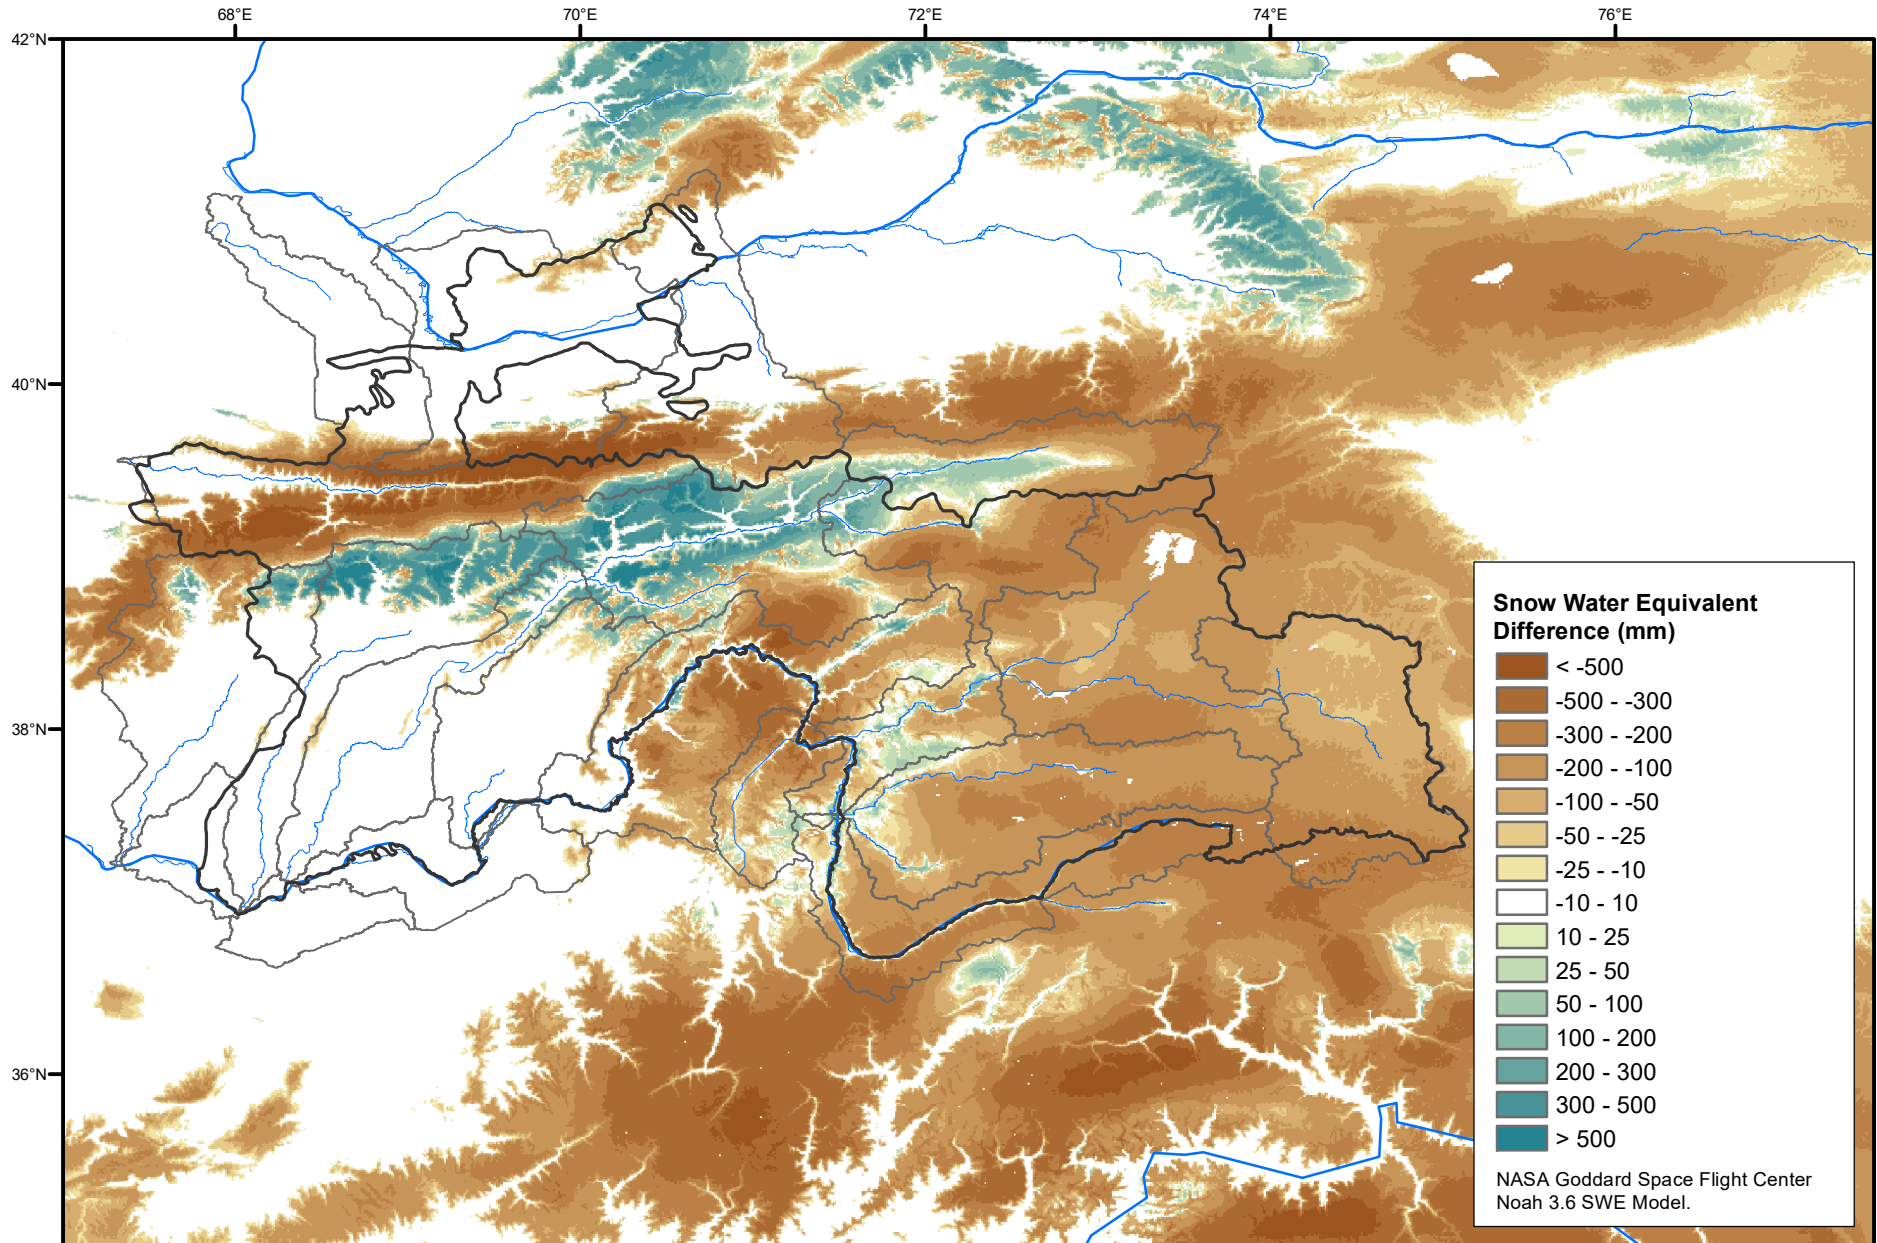 68°E
70°E
72°E
74°E
76°E
42°N
40°N
38°N
36°N
Snow Water Equivalent
Difference (mm)
< -500
-500 - -300
-300 - -200
-200 - -100
-100 - -50
-50 - -25
-25 - -10
-10 - 10
10 - 25
25 - 50
50 - 100
100 - 200
200 - 300
300 - 500
> 500
NASA Goddard Space Flight Center
Noah 3.6 SWE Model.